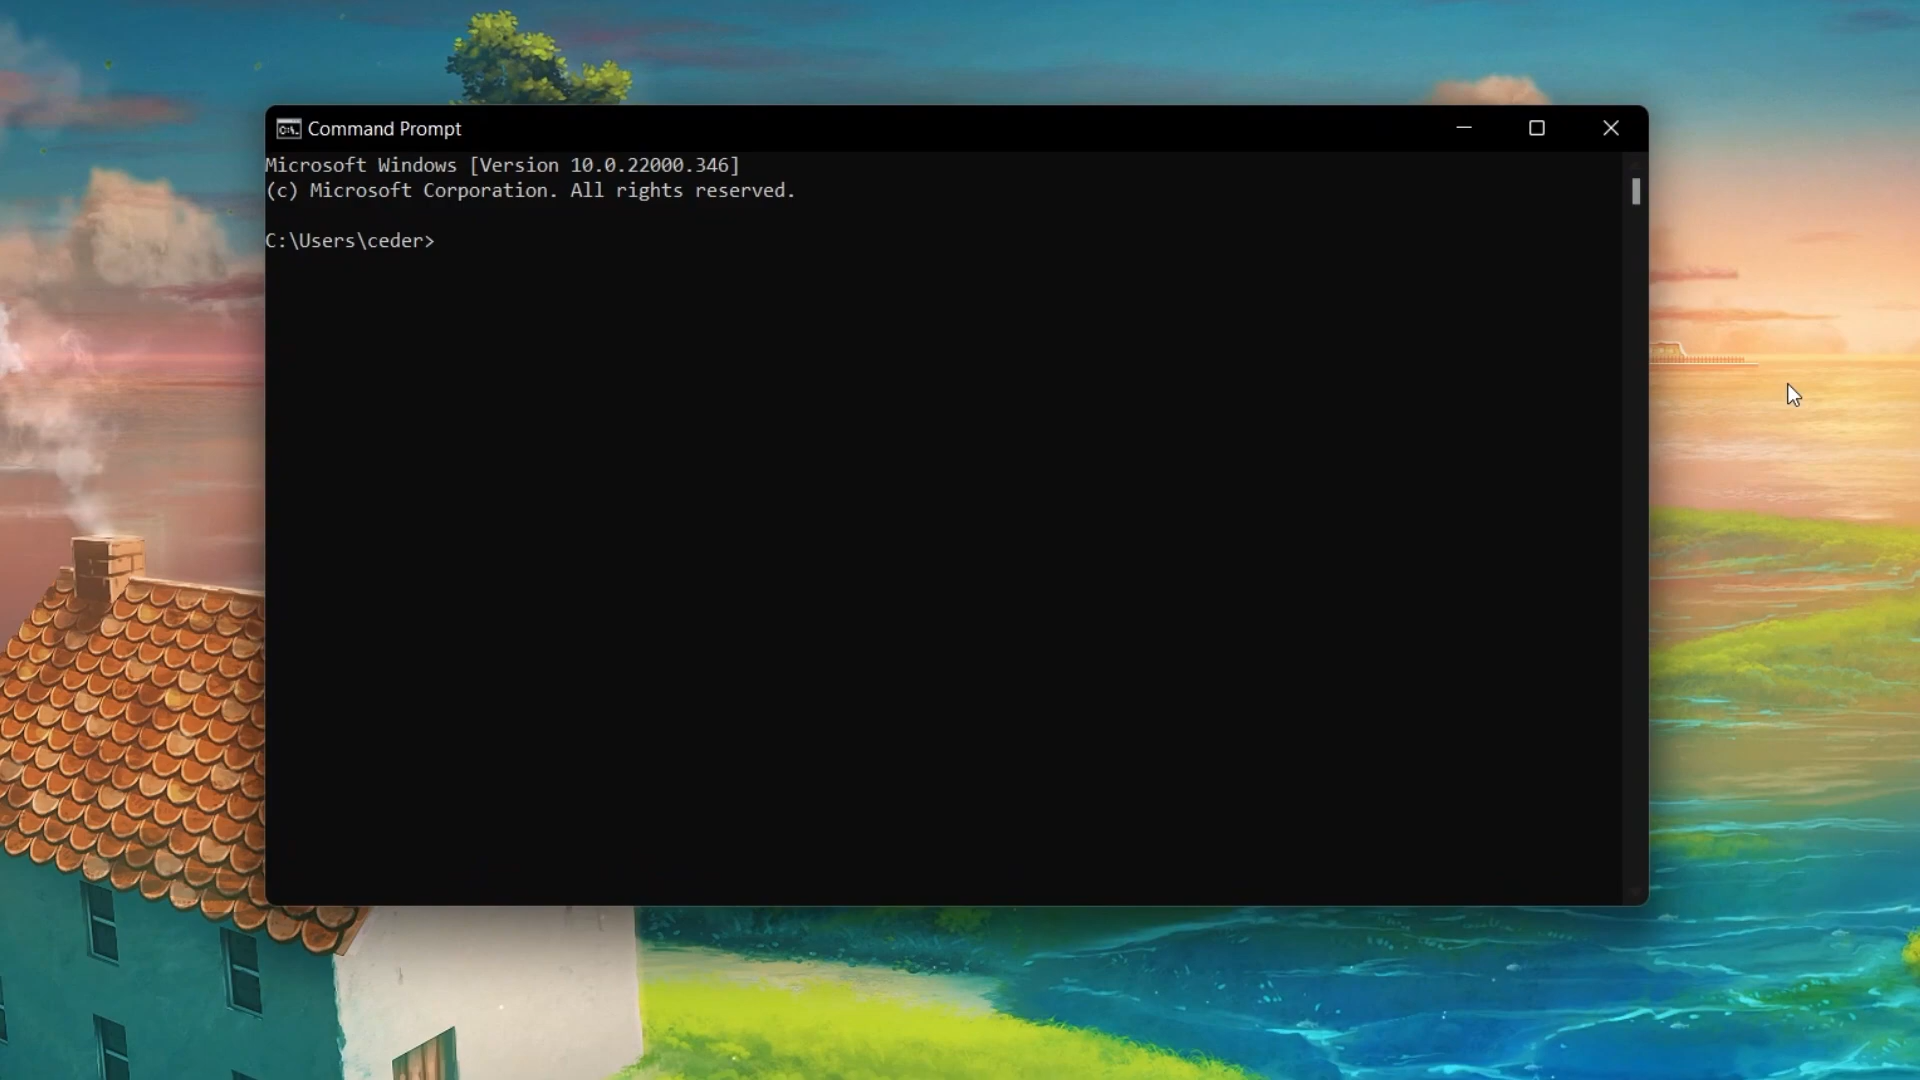 Command Prompt
Microsoft Windows [Version 10.0.22000.346]
(c) Microsoft Corporation. All rights reserved.
C:\Users\ceder>